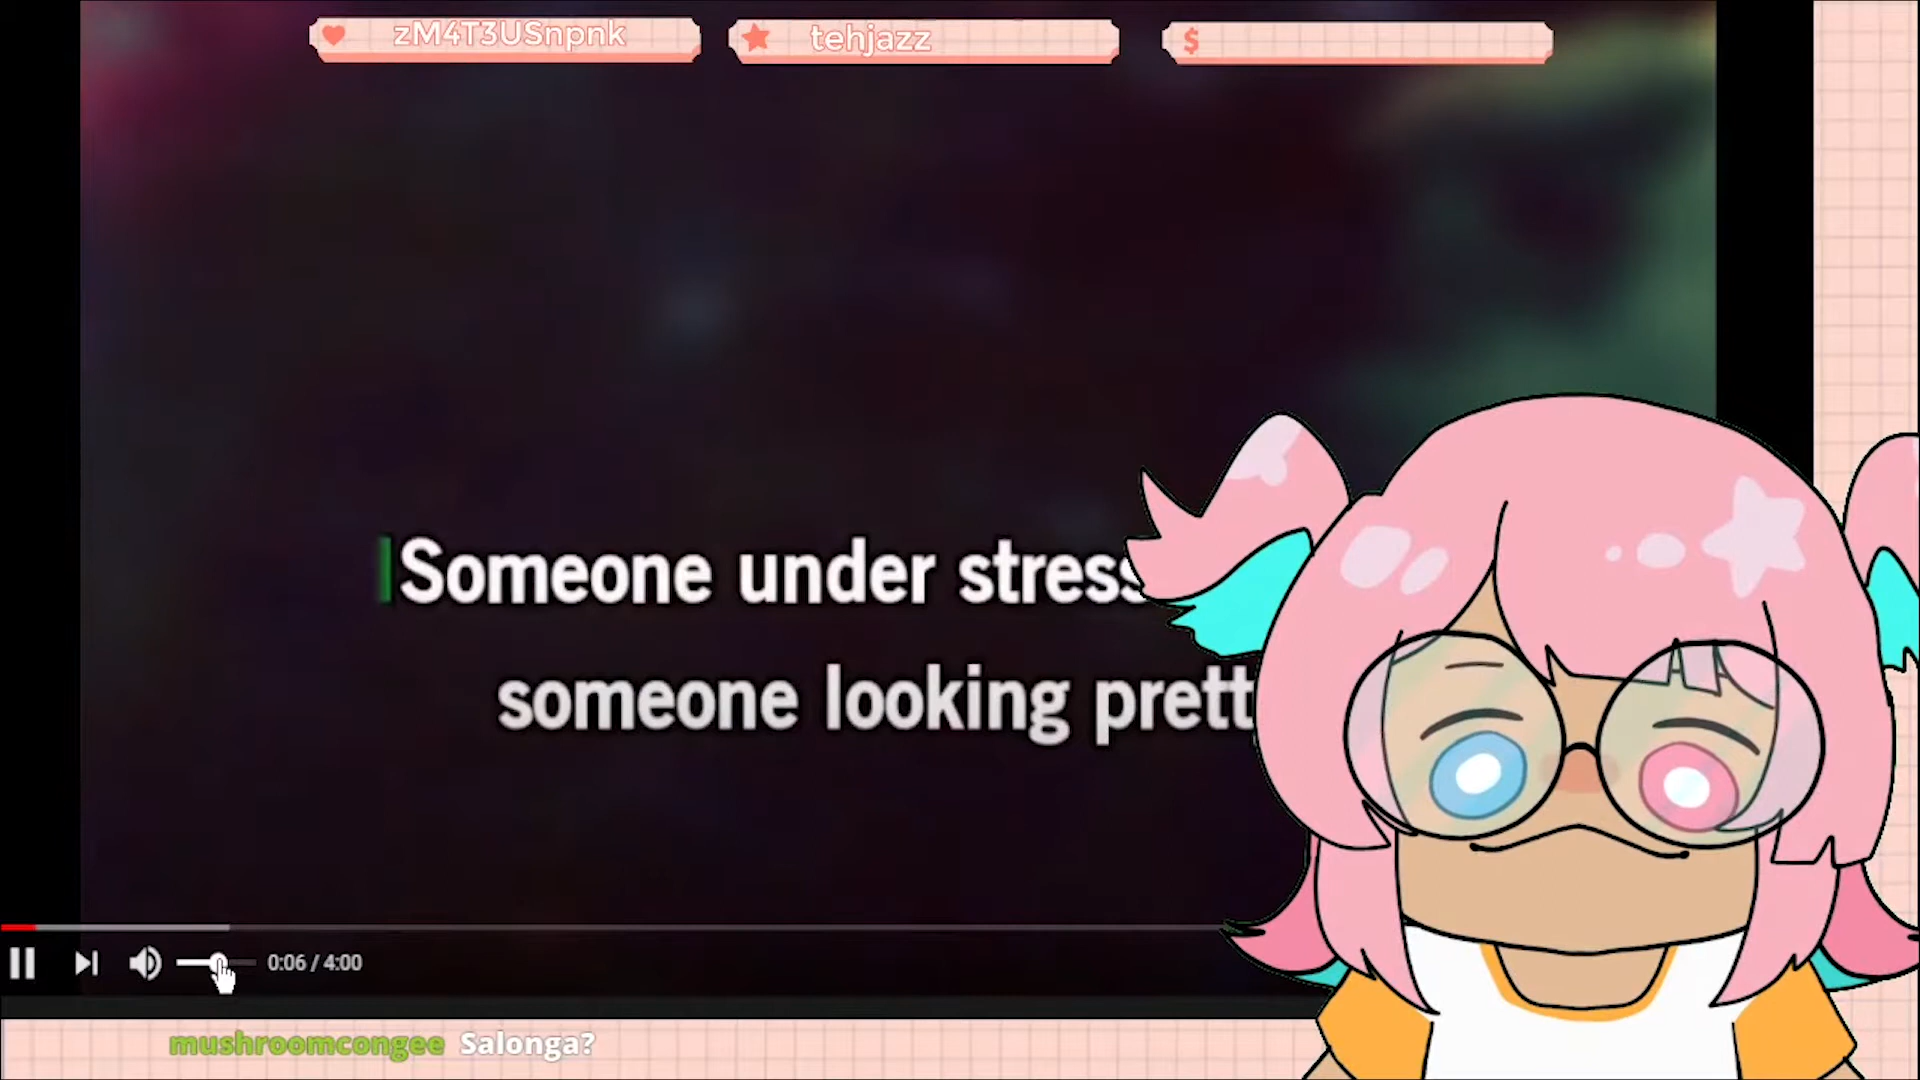 zM4T3USnpnk
tehjazz
$
Someone under stress
someone looking prett
0:06 / 4:00
mushroomcongee Salonga?